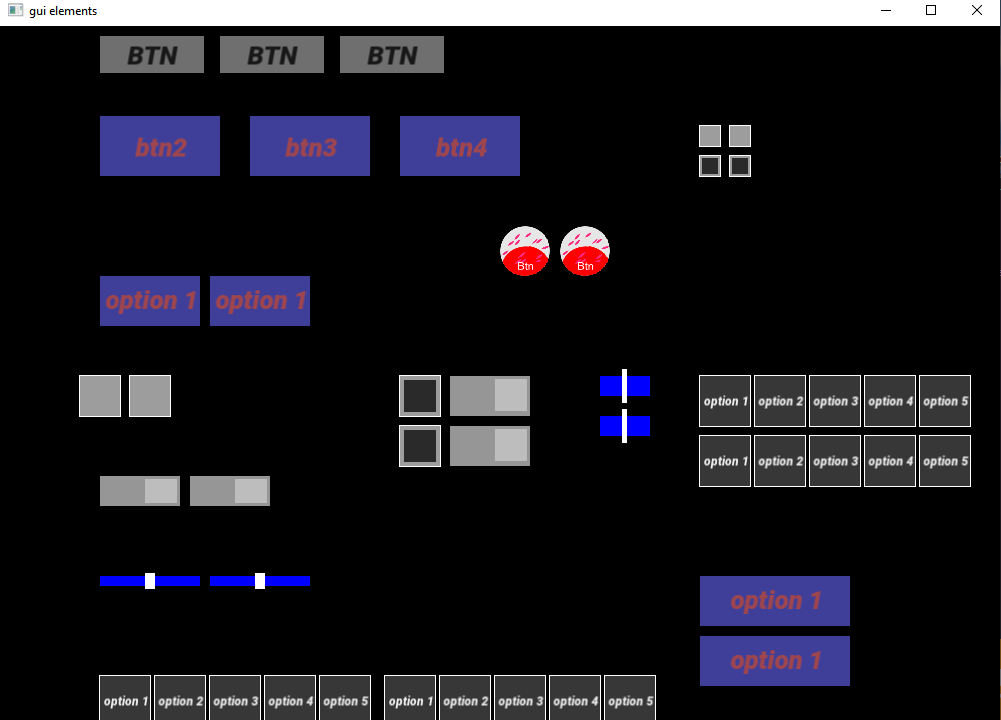 gui elements
BTN BTN BTN
btn2 btn3 btn4
Btn Btn
option 1 option 1
option 1 option 2 option 3 option 4 option 5
option 1 option 2 option 3 option 4 option 5
option 1
option 1
option 1 option 2 option 3 option 4 option 5 option 1 option 2 option 3 option 4 option 5